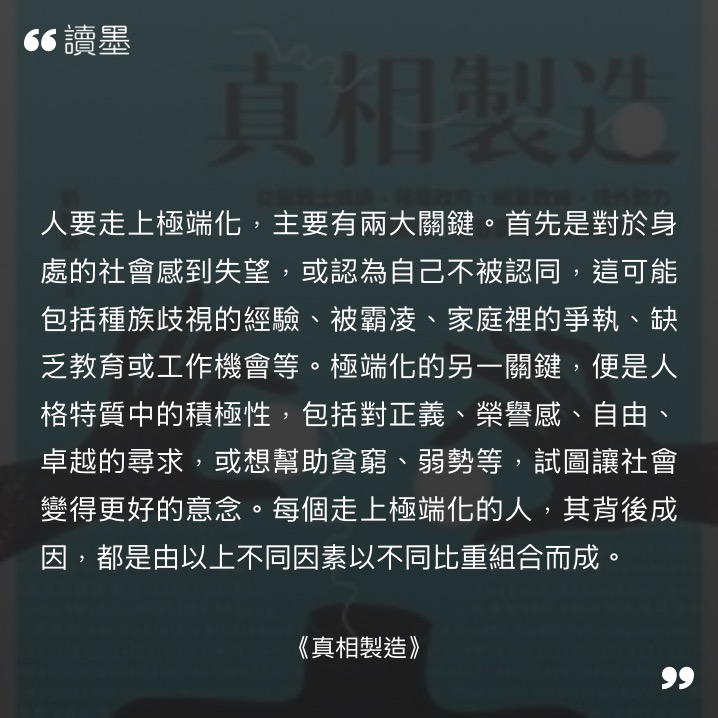 讀墨
真相製造
人要走上極端化，主要有兩大關鍵。首先是對於身
處的社會感到失望，或認為自己不被認同，這可能
包括種族歧視的經驗、被霸凌、家庭裡的爭執、缺
乏教育或工作機會等。極端化的另一關鍵，便是人
格特質中的積極性，包括對正義、榮譽感、自由、
卓越的尋求，或想幫助貧窮、弱勢等，試圖讓社會
變得更好的意念。每個走上極端化的人，其背後成
因，都是由以上不同因素以不同比重組合而成。
《真相製造》